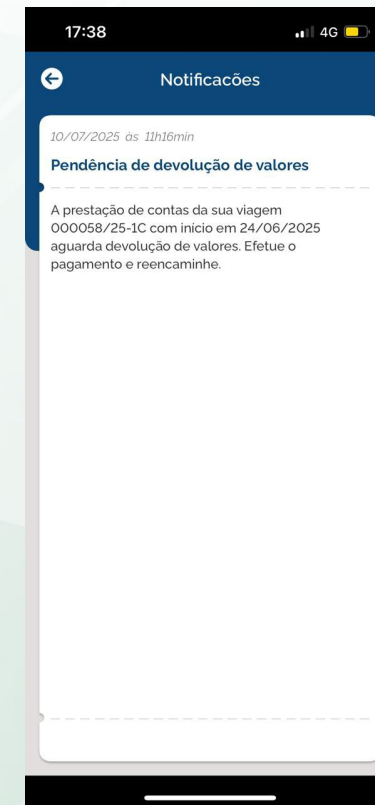 17:38
4G
Notificacões
10/07/2025 às 11h16min
Pendência de devolução de valores
A prestação de contas da sua viagem
000058/25-1C com início em 24/06/2025
aguarda devolução de valores. Efetue o
pagamento e reencaminhe.